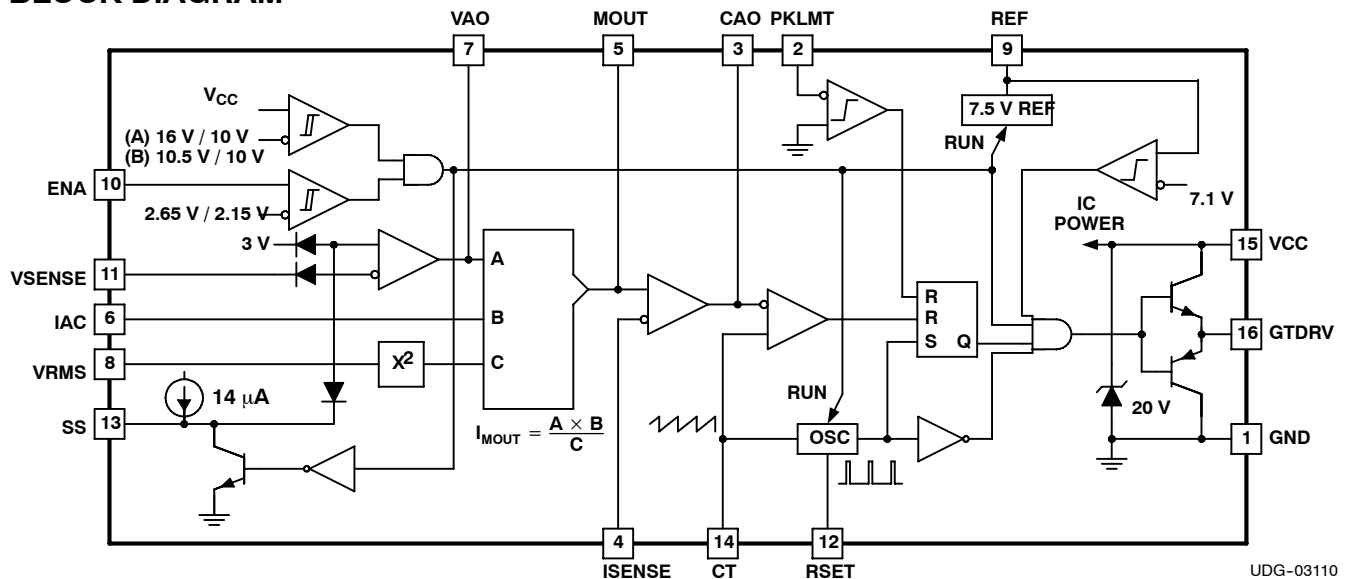 BLOCK DIAGRAM
VAO
MOUT
CAO
PKLMT
REF
7
5
3
2
9
VCC
(A) 16 V / 10 V
(B) 10.5 V / 10 V
7.5 V REF
RUN
ENA
10
2.65 V / 2.15 V
7.1 V
IC
POWER
3 V
15
VCC
VSENSE
11
A
IAC
6
B
R
R
S
Q
16
GTDRV
VRMS
8
X2
C
RUN
14 μA
20 V
SS
13
IMOUT = A × B
C
OSC
1
GND
4
14
12
ISENSE
CT
RSET
UDG-03110